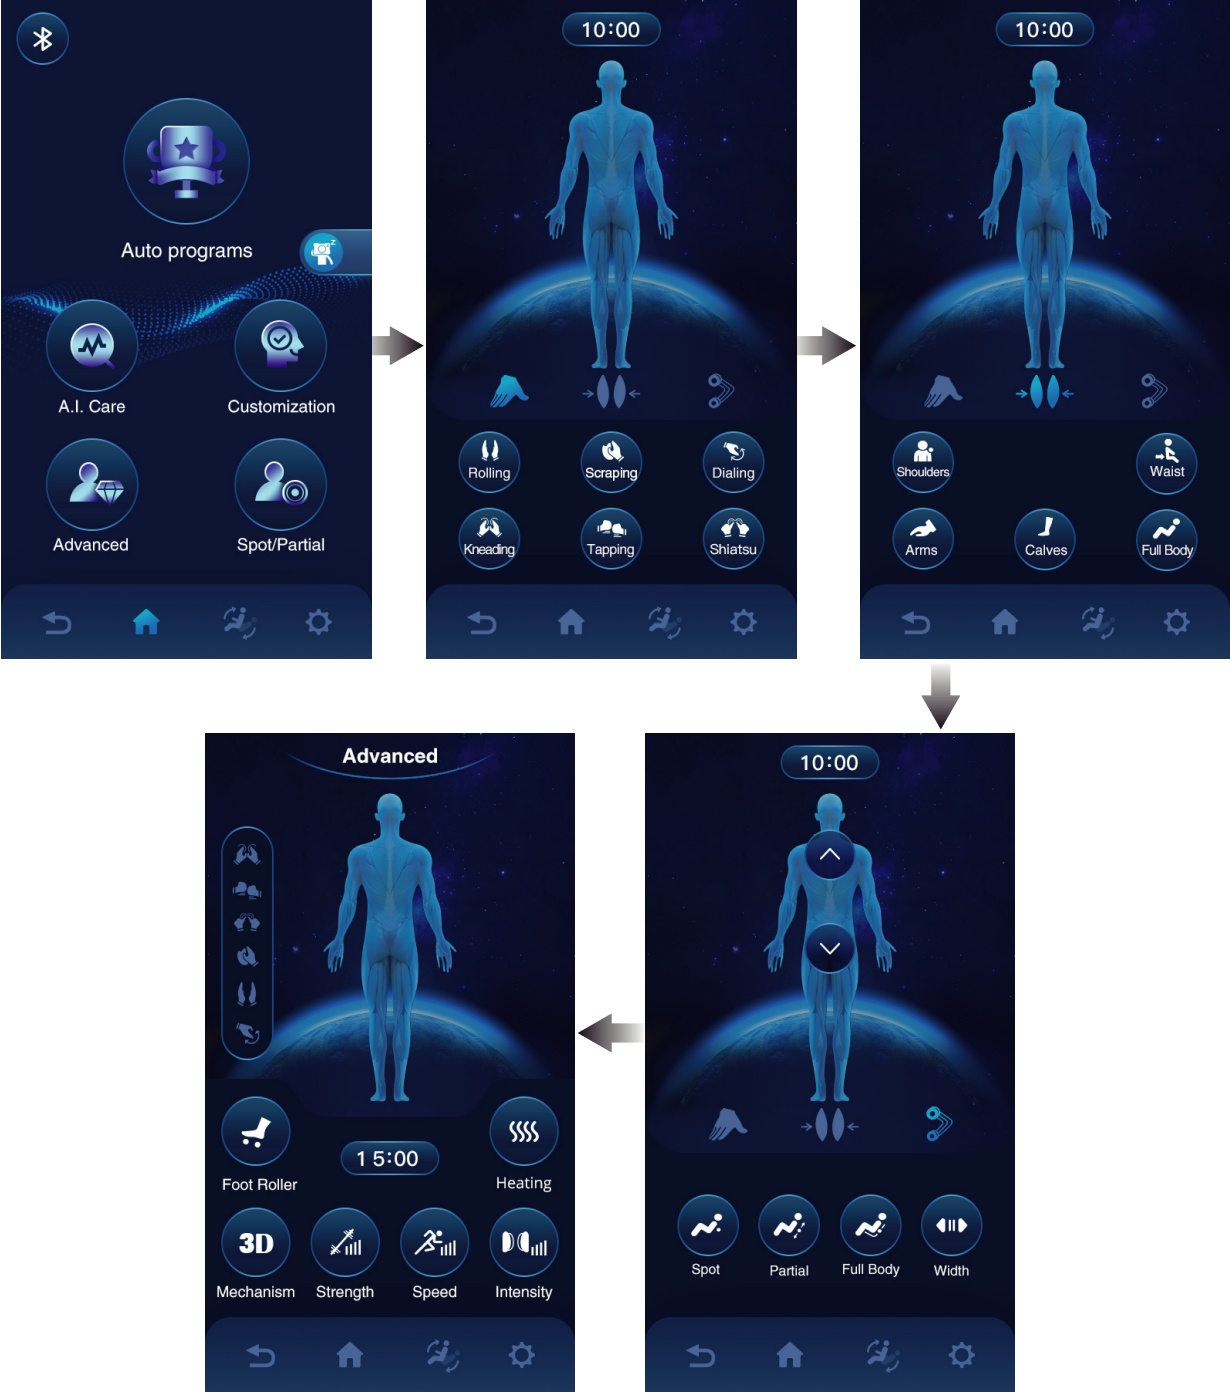 Auto programs
A.I. Care
Customization
Advanced
Spot/Partial
10:00
Rolling
Scraping
Dialing
Kneading
Tapping
Shiatsu
10:00
Shoulders
Waist
Arms
Calves
Full Body
10:00
Spot
Partial
Full Body
Width
Advanced
15:00
Foot Roller
Heating
3D
Mechanism
Strength
Speed
Intensity